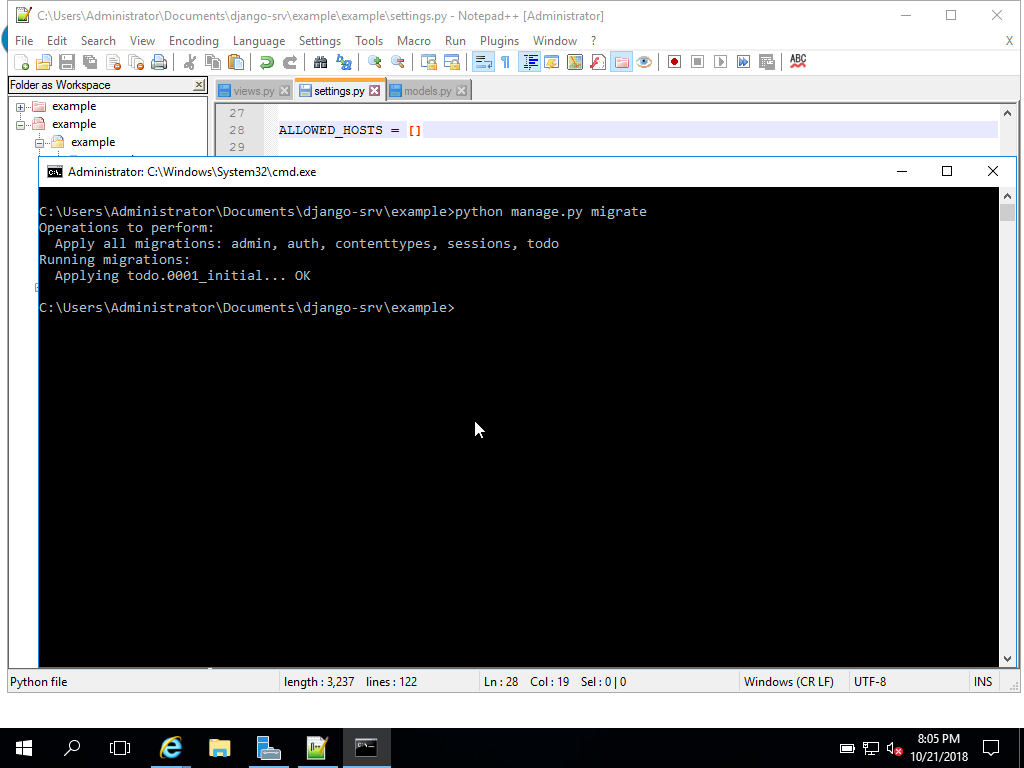 C:\Users\Administrator\Documents\django-srv\example\example\settings.py - Notepad++ [Administrator]
File Edit Search View Encoding Language Settings Tools Macro Run Plugins Window ? X
ABC
Folder as Workspace
views.py settings.py models.py
example
example
example
27
28 ALLOWED_HOSTS = []
29
Administrator: C:\Windows\System32\cmd.exe
C:\Users\Administrator\Documents\django-srv\example>python manage.py migrate
Operations to perform:
Apply all migrations: admin, auth, contenttypes, sessions, todo
Running migrations:
Applying todo.0001_initial... OK
C:\Users\Administrator\Documents\django-srv\example>
Python file length : 3,237 lines : 122 Ln : 28 Col : 19 Sel : 0 | 0 Windows (CR LF) UTF-8 INS
8:05 PM
10/21/2018